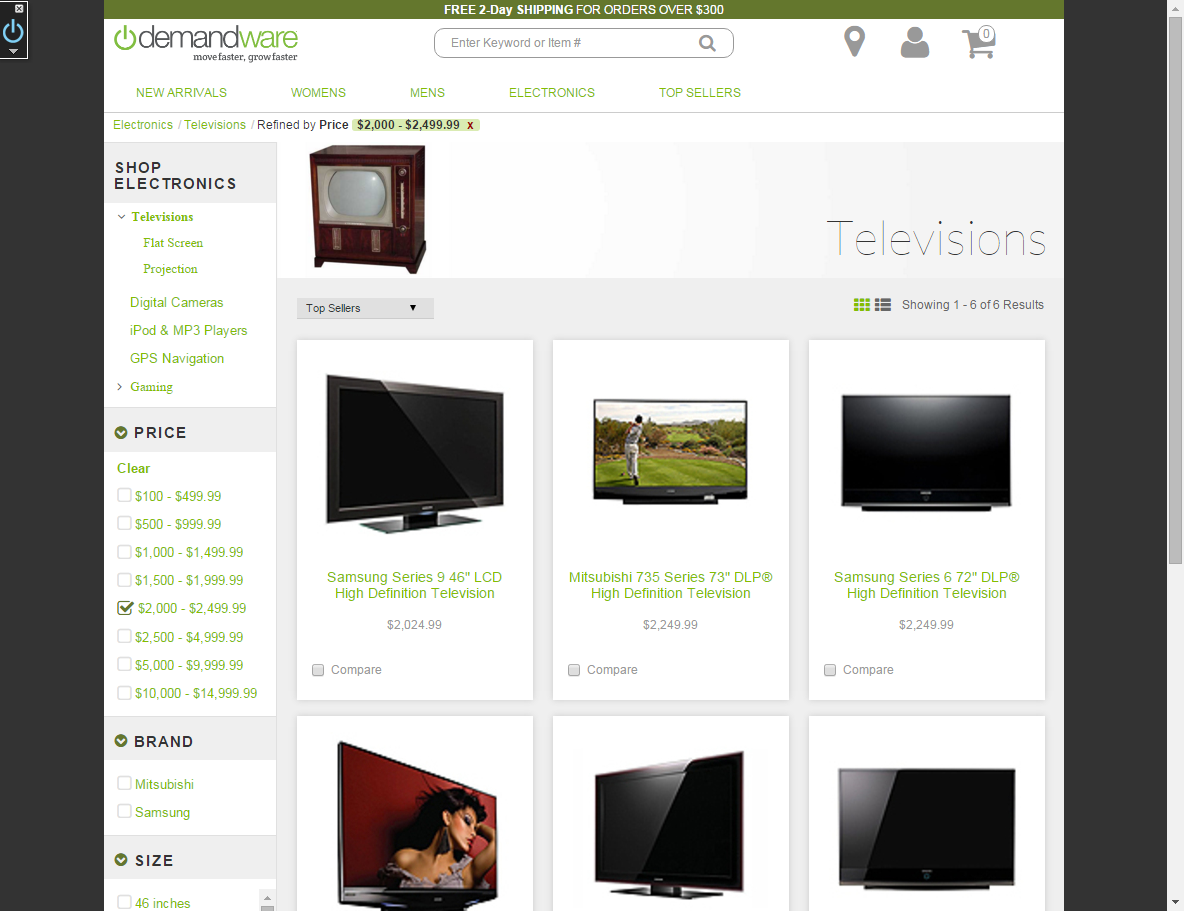 FREE 2-Day SHIPPING FOR ORDERS OVER $300
demandware
move faster, grow faster
Enter Keyword or Item #
0
NEW ARRIVALS
WOMENS
MENS
ELECTRONICS
TOP SELLERS
Electronics / Televisions / Refined by Price $2,000 - $2,499.99 x
SHOP
ELECTRONICS
Televisions
Flat Screen
Projection
Digital Cameras
iPod & MP3 Players
GPS Navigation
Gaming
PRICE
Clear
$100 - $499.99
$500 - $999.99
$1,000 - $1,499.99
$1,500 - $1,999.99
$2,000 - $2,499.99
$2,500 - $4,999.99
$5,000 - $9,999.99
$10,000 - $14,999.99
BRAND
Mitsubishi
Samsung
SIZE
46 inches
Televisions
Top Sellers
Showing 1 - 6 of 6 Results
Samsung Series 9 46" LCD
High Definition Television
$2,024.99
Compare
Mitsubishi 735 Series 73" DLP®
High Definition Television
$2,249.99
Compare
Samsung Series 6 72" DLP®
High Definition Television
$2,249.99
Compare